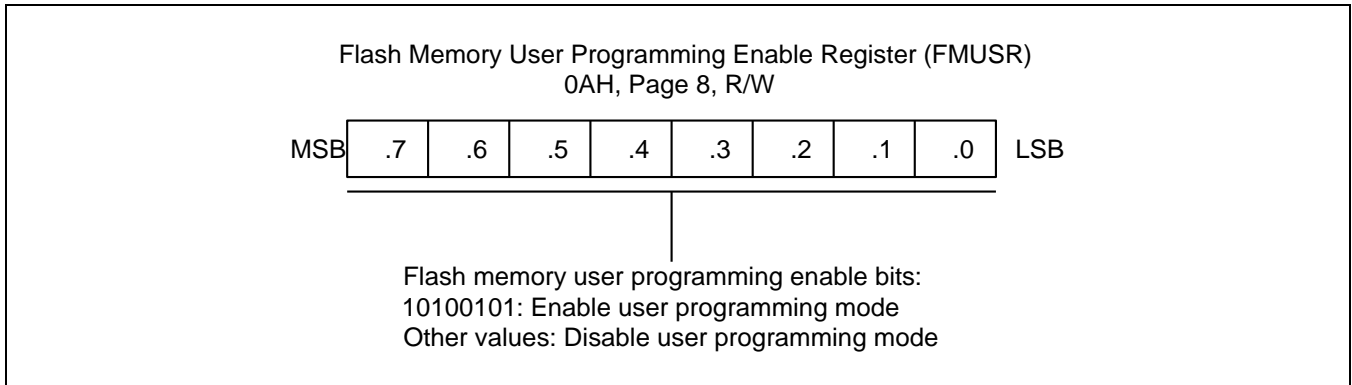 Flash Memory User Programming Enable Register (FMUSR)
0AH, Page 8, R/W
MSB .7 .6 .5 .4 .3 .2 .1 .0 LSB
Flash memory user programming enable bits:
10100101: Enable user programming mode
Other values: Disable user programming mode